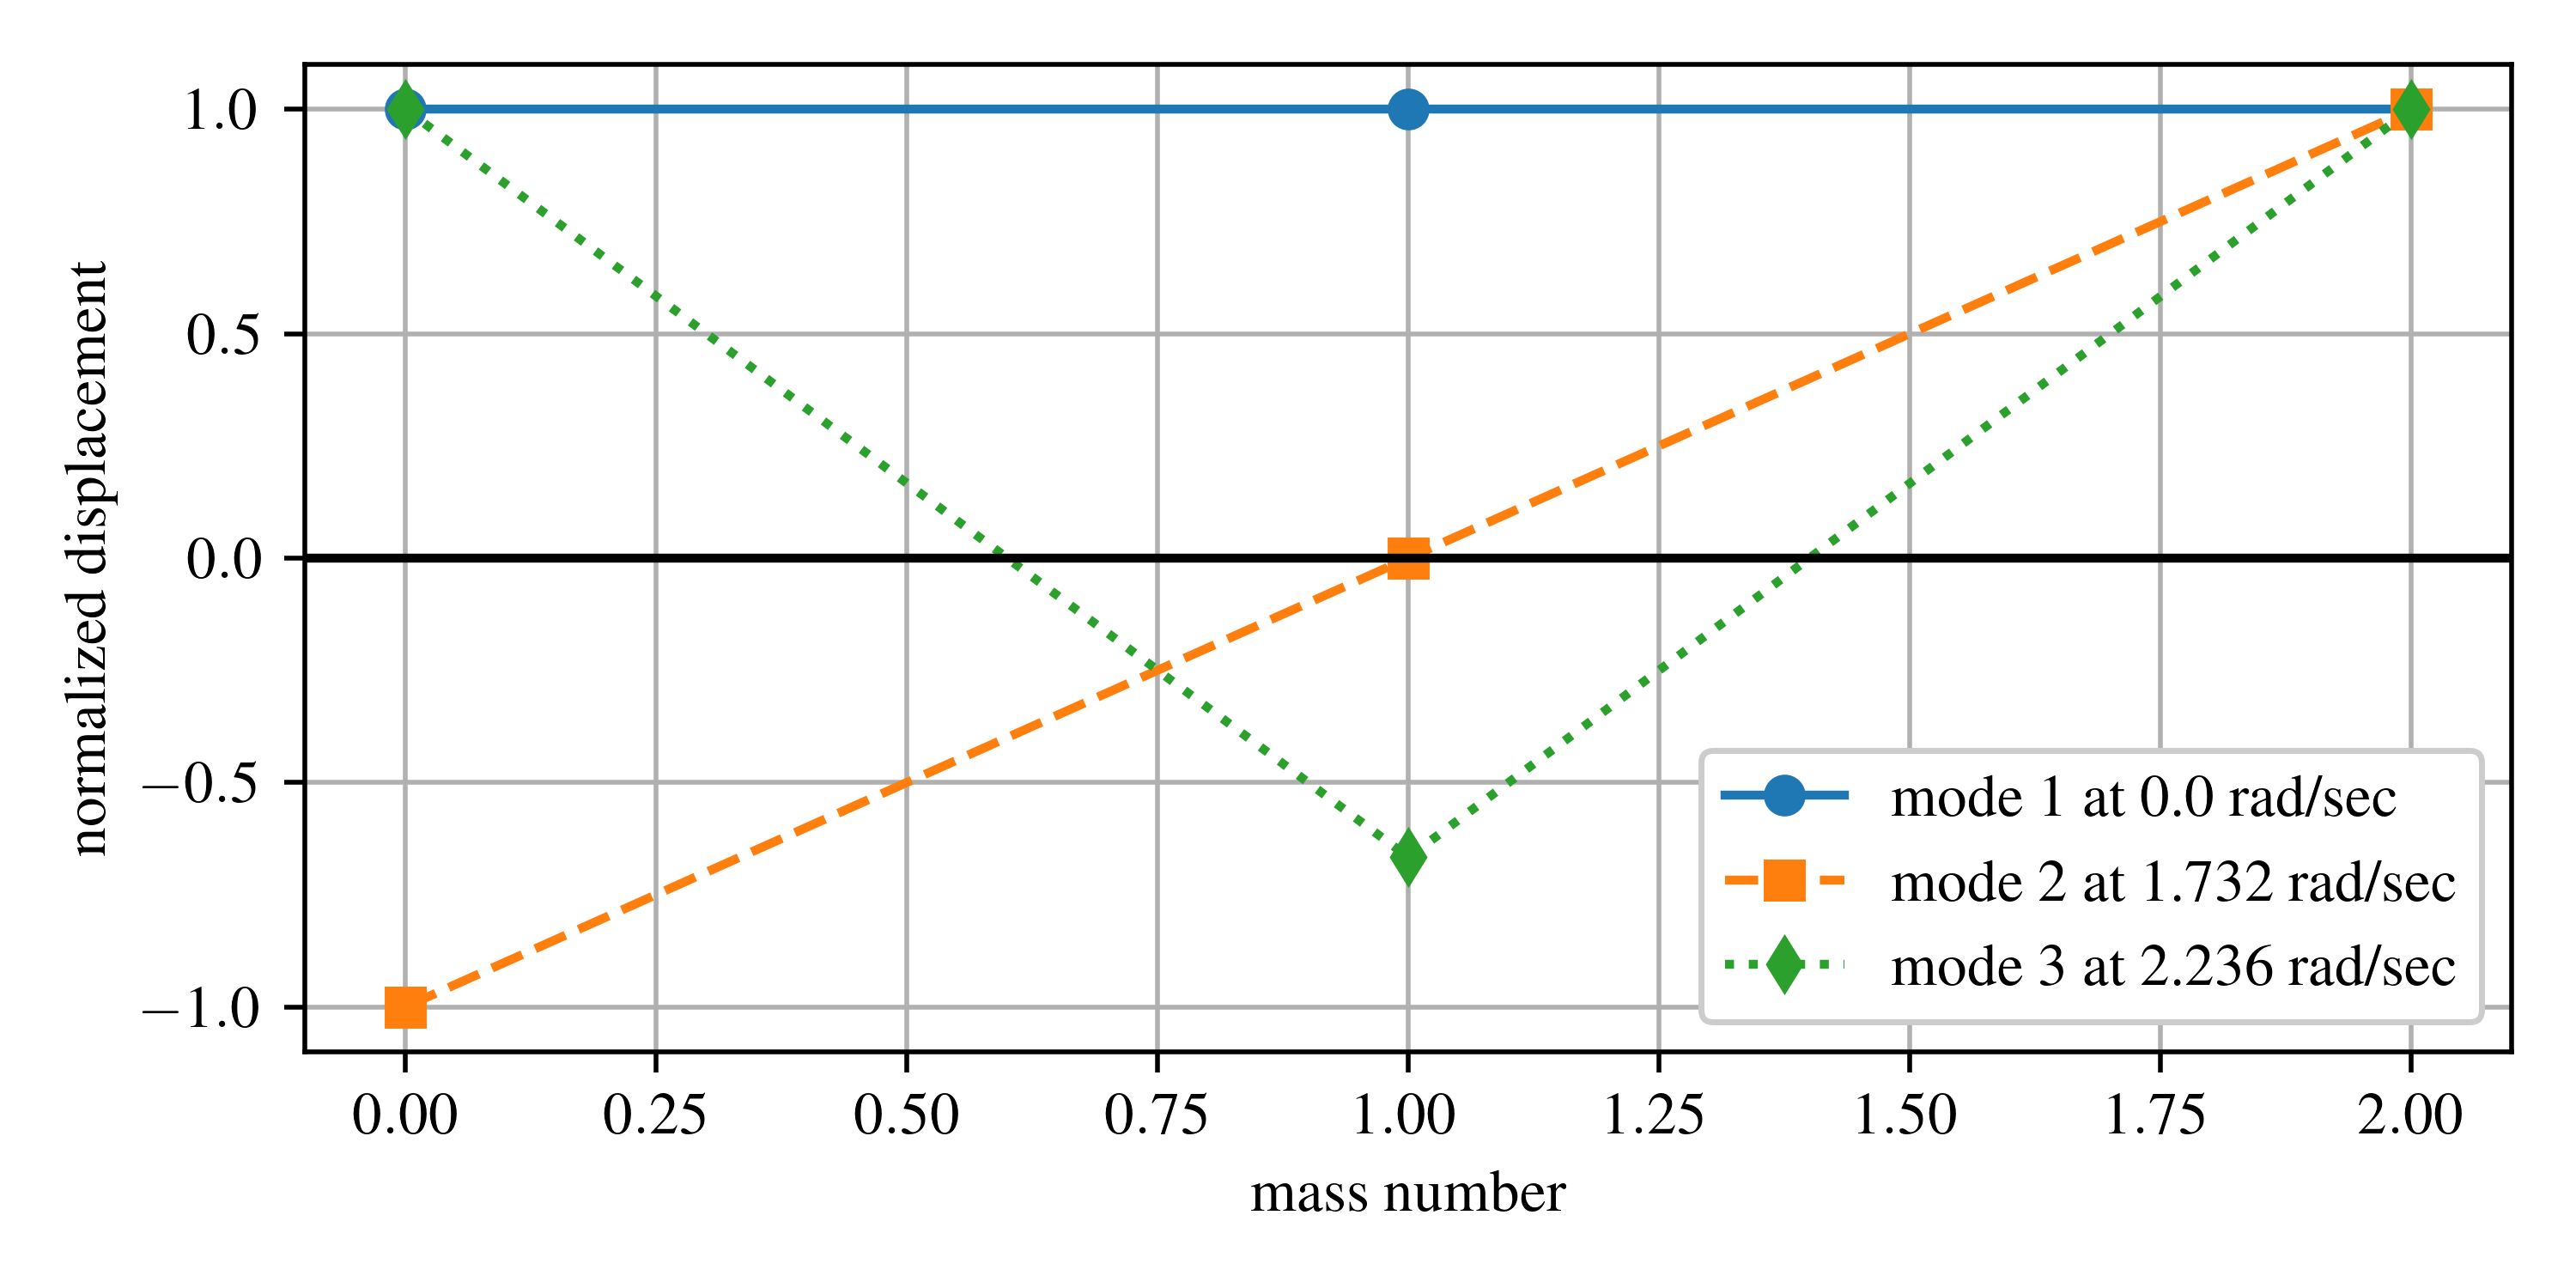 normalized displacement
1.0
0.5
0.0
−0.5
−1.0
mode 1 at 0.0 rad/sec
mode 2 at 1.732 rad/sec
mode 3 at 2.236 rad/sec
0.00 0.25 0.50 0.75 1.00 1.25 1.50 1.75 2.00
mass number